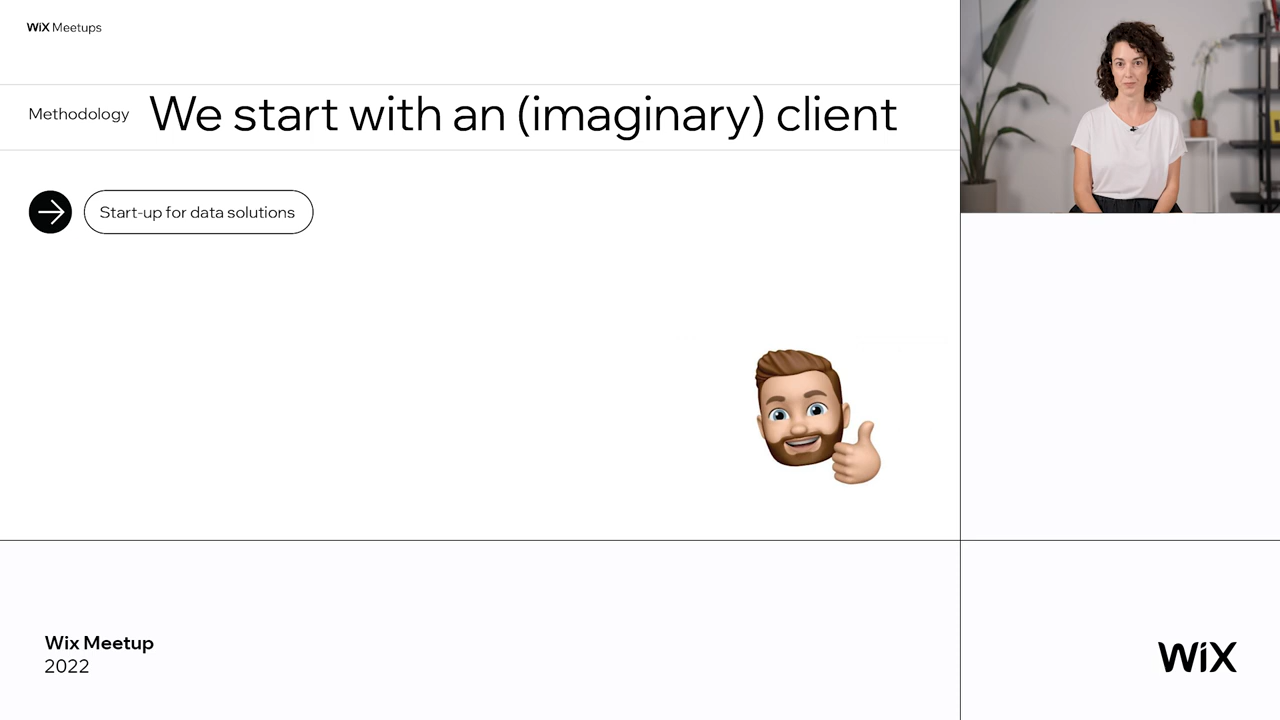 WiX Meetups
Methodology
We start with an (imaginary) client
Start-up for data solutions
Wix Meetup
2022
WiX